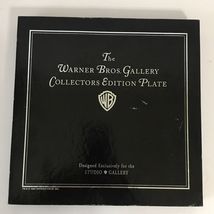 The
WARNER BROS. GALLERY
COLLECTORS EDITION PLATE
WB
Designed Exclusively for the
STUDIO GALLERY